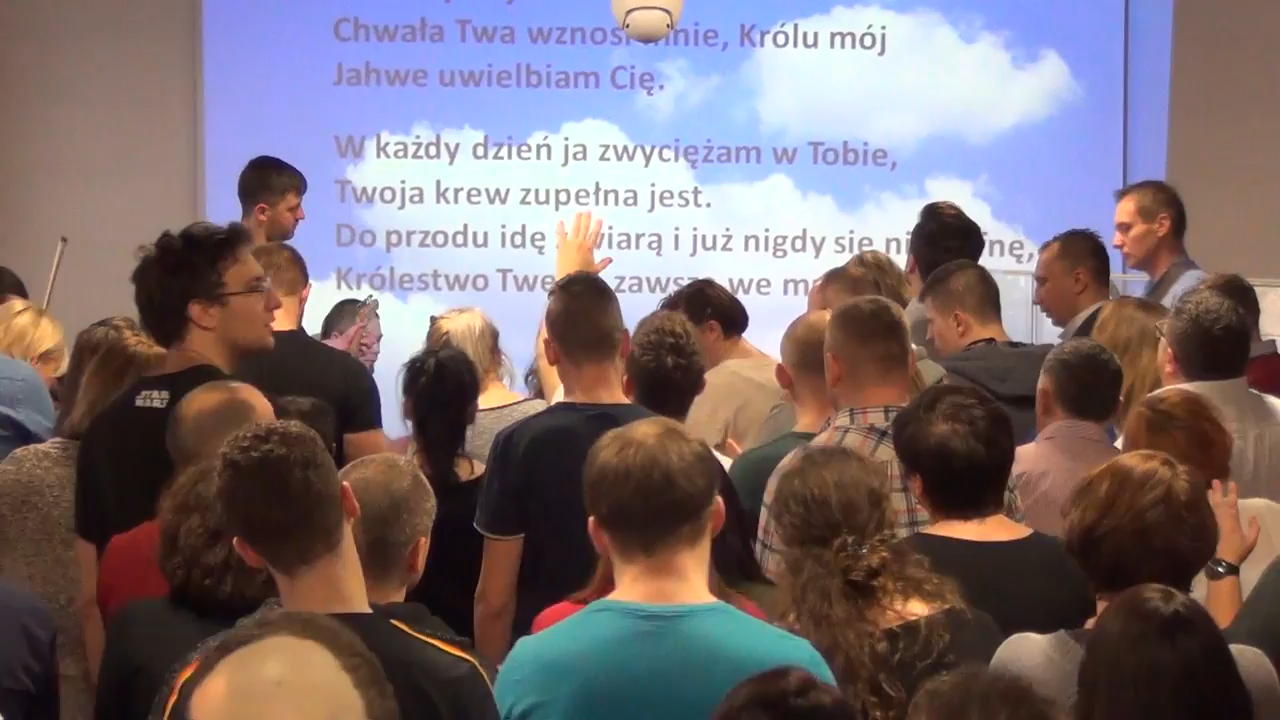 Chwała Twa Królu mój
Jahwe uwielbiam Cię.
W każdy dzień ja zwyciężam w Tobie,
Twoja krew zupełna jest.
Do przodu idę i już nigdy się
Królestwo we
STAR
WARS